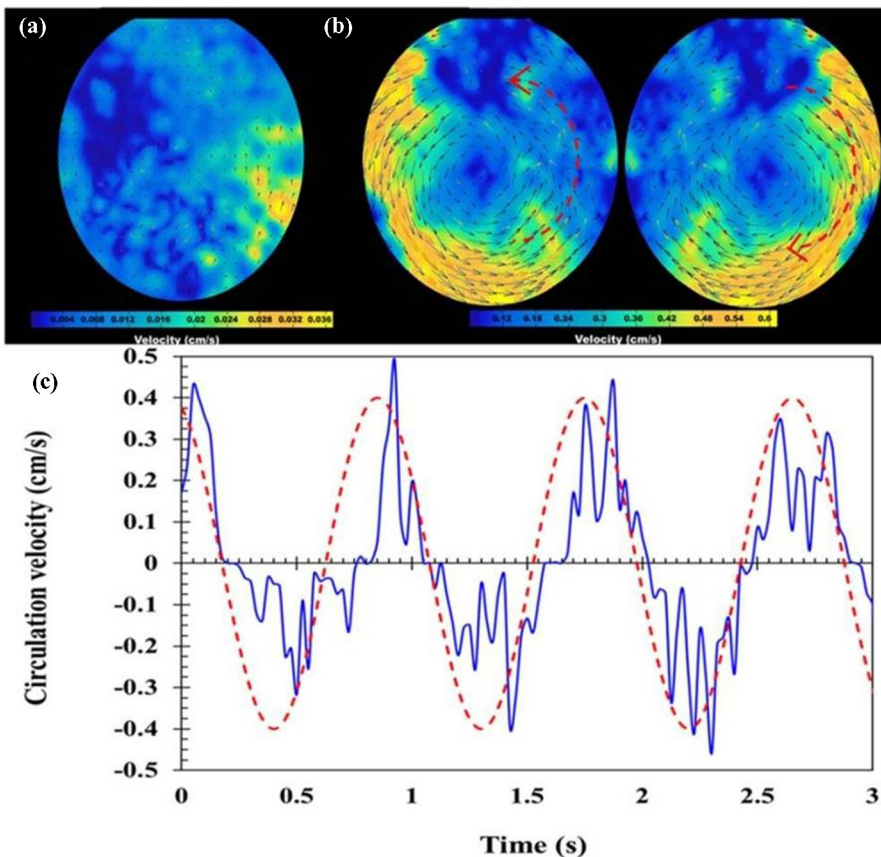 (a)
(b)
0.004 0.008 0.012 0.016 0.02 0.024 0.028 0.032 0.036
Velocity (cm/s)
0.12 0.18 0.24 0.3 0.36 0.42 0.48 0.54 0.6
Velocity (cm/s)
(c)
Circulation velocity (cm/s)
0.5
0.4
0.3
0.2
0.1
0
-0.1
-0.2
-0.3
-0.4
-0.5
0 0.5 1 1.5 2 2.5 3
Time (s)